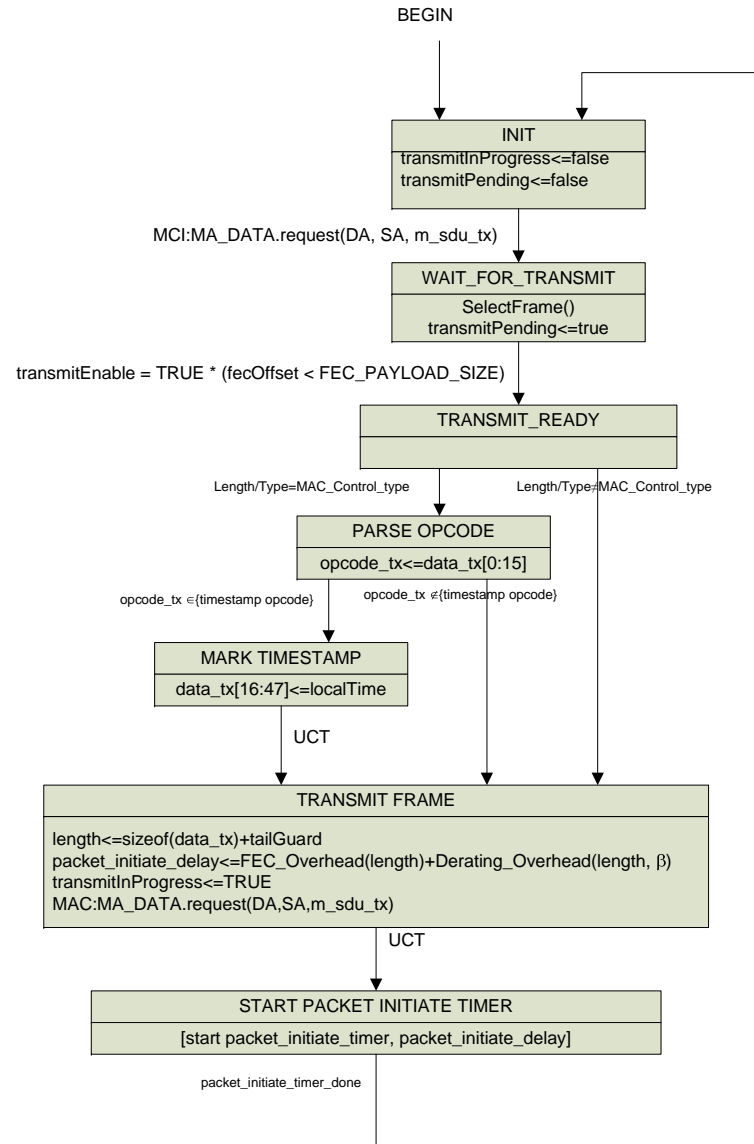 BEGIN
INIT
transmitInProgress<=false
transmitPending<=false
MCI:MA_DATA.request(DA, SA, m_sdu_tx)
WAIT_FOR_TRANSMIT
SelectFrame()
transmitPending<=true
transmitEnable = TRUE * (fecOffset < FEC_PAYLOAD_SIZE)
TRANSMIT_READY
Length/Type=MAC_Control_type
Length/Type≠MAC_Control_type
PARSE OPCODE
opcode_tx<=data_tx[0:15]
opcode_tx ∈{timestamp opcode}
opcode_tx ∉{timestamp opcode}
MARK TIMESTAMP
data_tx[16:47]<=localTime
UCT
TRANSMIT FRAME
length<=sizeof(data_tx)+tailGuard
packet_initiate_delay<=FEC_Overhead(length)+Derating_Overhead(length, β)
transmitInProgress<=TRUE
MAC:MA_DATA.request(DA,SA,m_sdu_tx)
UCT
START PACKET INITIATE TIMER
[start packet_initiate_timer, packet_initiate_delay]
packet_initiate_timer_done